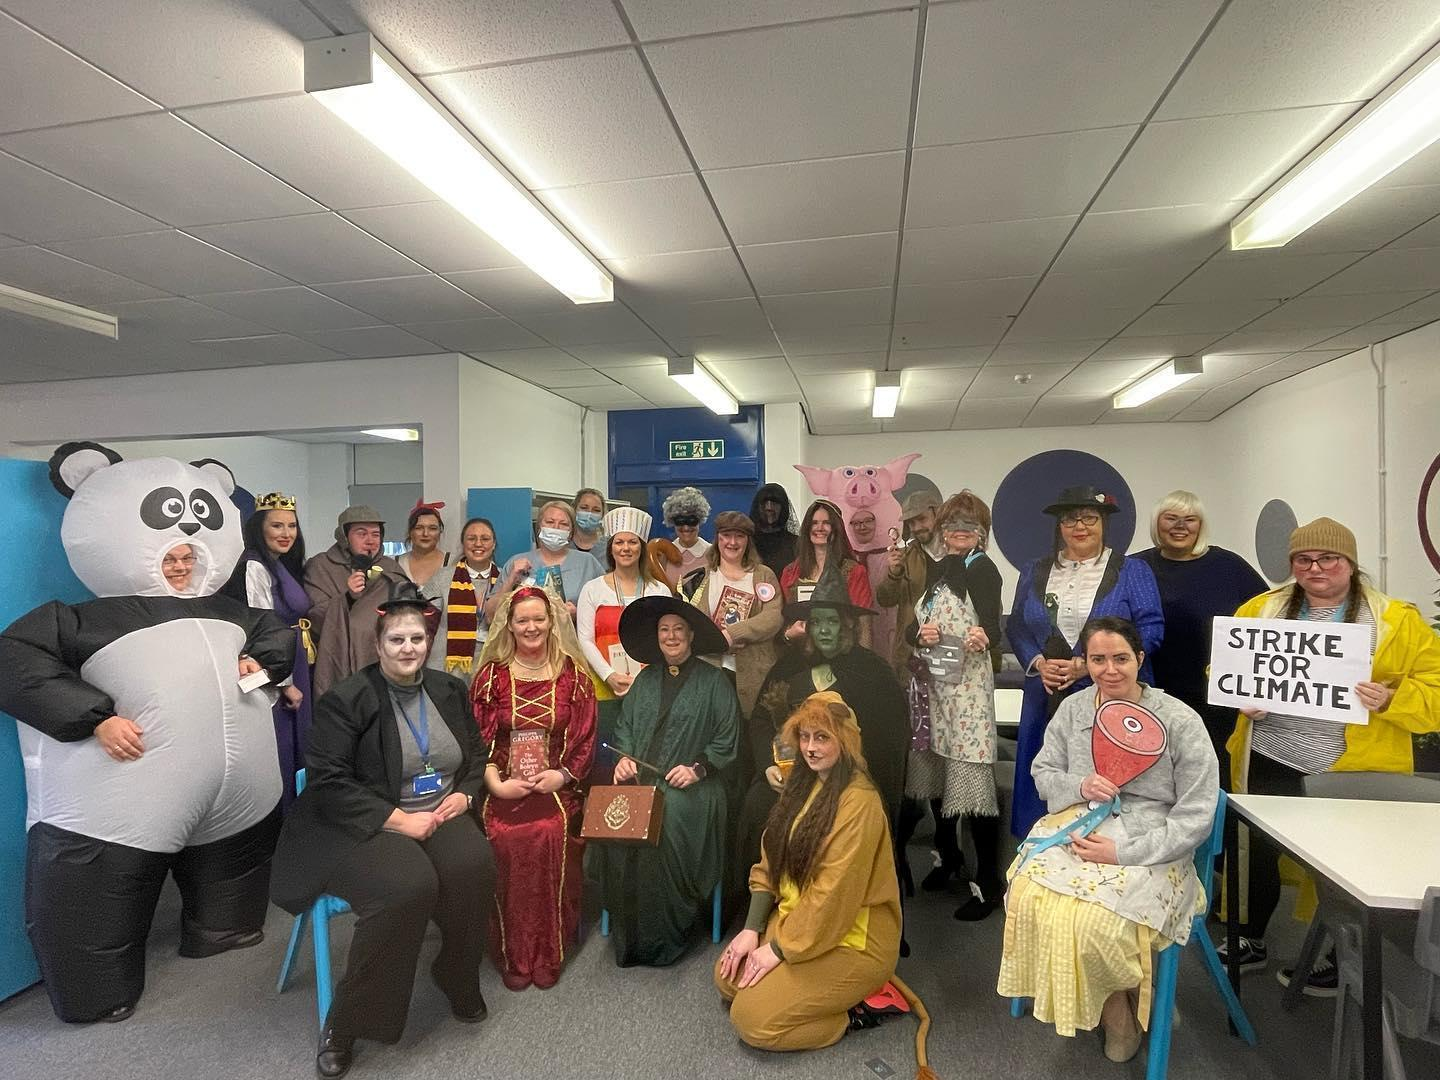 Fire
exit
PHILIPPA
GREGORY
The
Other
Boleyn
Girl
STRIKE
FOR
CLIMATE